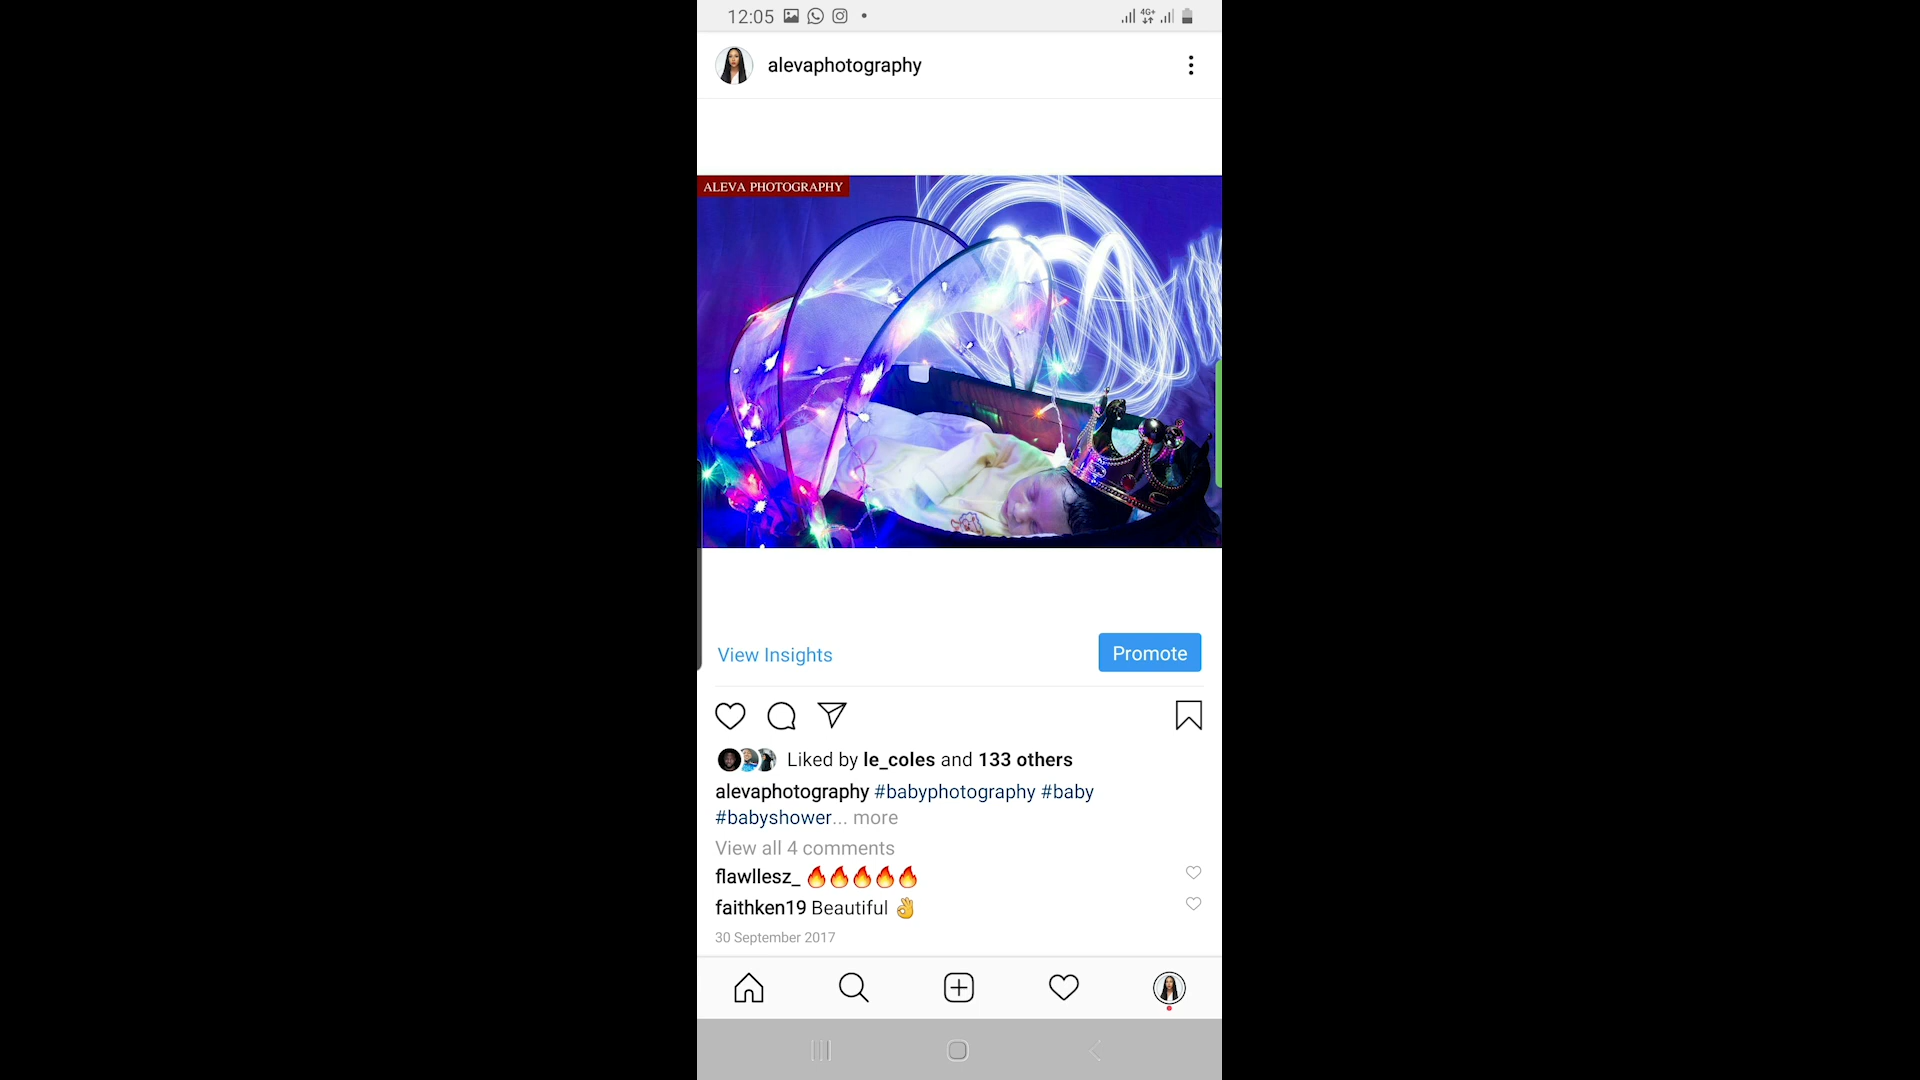 12:05 4G+
alevaphotography
ALEVA PHOTOGRAPHY
View Insights
Promote
Liked by le_coles and 133 others
alevaphotography #babyphotography #baby
#babyshower... more
View all 4 comments
flawllesz_ 🔥🔥🔥🔥🔥
faithken19 Beautiful 👌
30 September 2017